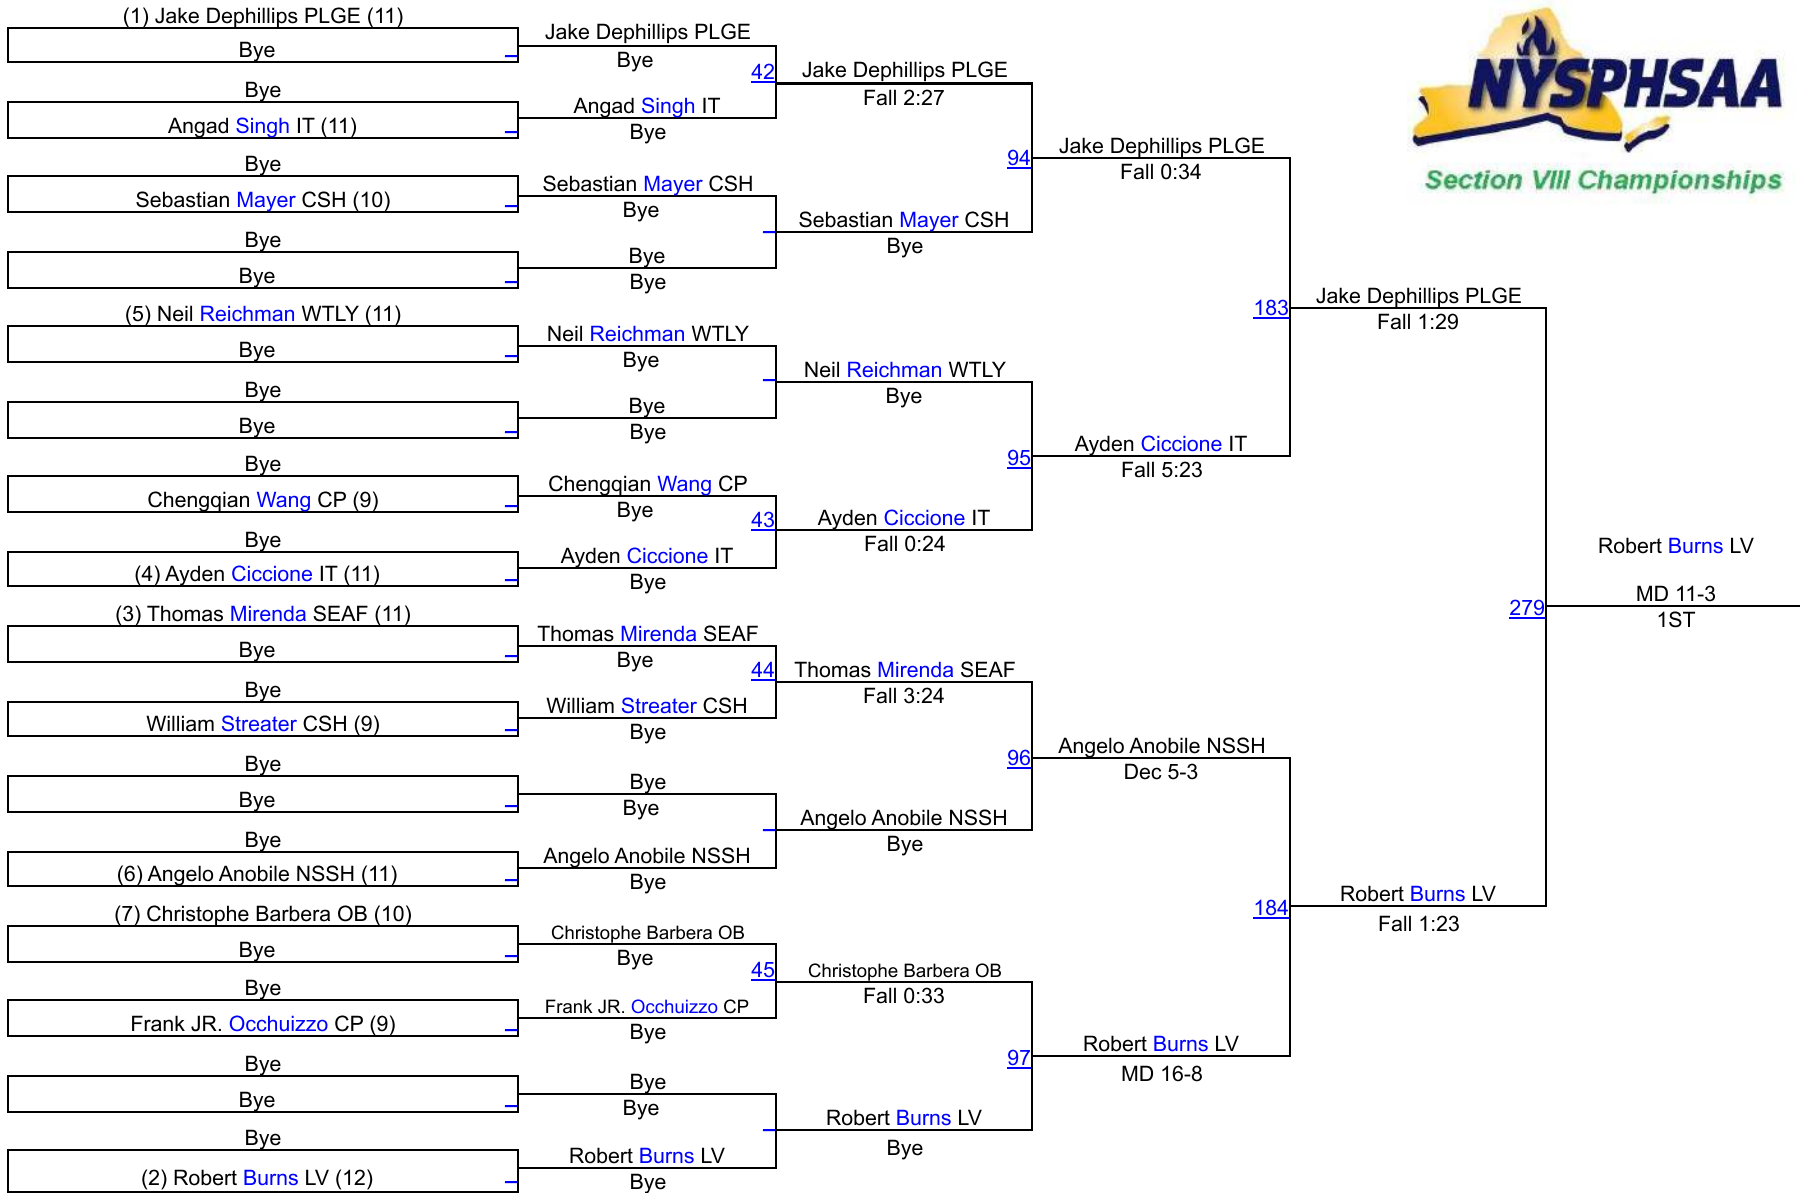 (1) Jake Dephillips PLGE (11)
Bye
Bye
Angad Singh IT (11)
Bye
Sebastian Mayer CSH (10)
Bye
Bye
(5) Neil Reichman WTLY (11)
Bye
Bye
Bye
Bye
Chengqian Wang CP (9)
Bye
(4) Ayden Ciccione IT (11)
(3) Thomas Mirenda SEAF (11)
Bye
Bye
William Streater CSH (9)
Bye
Bye
Bye
(6) Angelo Anobile NSSH (11)
(7) Christophe Barbera OB (10)
Bye
Bye
Frank JR. Occhuizzo CP (9)
Bye
Bye
Bye
(2) Robert Burns LV (12)
Jake Dephillips PLGE
Bye
42
Angad Singh IT
Bye
Sebastian Mayer CSH
Bye
Bye
Bye
Neil Reichman WTLY
Bye
Bye
Bye
Chengqian Wang CP
Bye
43
Ayden Ciccione IT
Bye
Thomas Mirenda SEAF
Bye
44
William Streater CSH
Bye
Bye
Bye
Angelo Anobile NSSH
Bye
Christophe Barbera OB
Bye
45
Frank JR. Occhuizzo CP
Bye
Bye
Bye
Robert Burns LV
Bye
Jake Dephillips PLGE
Fall 2:27
94
Sebastian Mayer CSH
Bye
Neil Reichman WTLY
Bye
95
Ayden Ciccione IT
Fall 0:24
Thomas Mirenda SEAF
Fall 3:24
96
Angelo Anobile NSSH
Bye
Christophe Barbera OB
Fall 0:33
97
Robert Burns LV
Bye
Jake Dephillips PLGE
Fall 0:34
183
Ayden Ciccione IT
Fall 5:23
Angelo Anobile NSSH
Dec 5-3
184
Robert Burns LV
MD 16-8
Jake Dephillips PLGE
Fall 1:29
279
Robert Burns LV
Fall 1:23
Robert Burns LV
MD 11-3
1ST
NYSPHSAA
Section VIII Championships